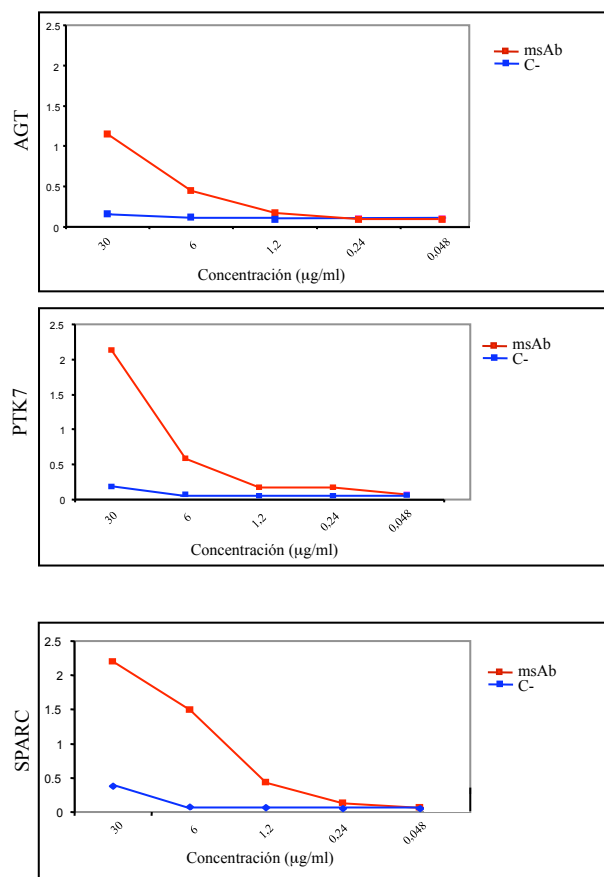 AGT
2.5
2
1.5
1
0.5
0
30
6
1,2
0,24
0,048
Concentración (µg/ml)
msAb
C-
PTK7
2.5
2
1.5
1
0.5
0
30
6
1,2
0,24
0,048
Concentración (µg/ml)
msAb
C-
SPARC
2.5
2
1.5
1
0.5
0
30
6
1,2
0,24
0,048
Concentración (µg/ml)
msAb
C-